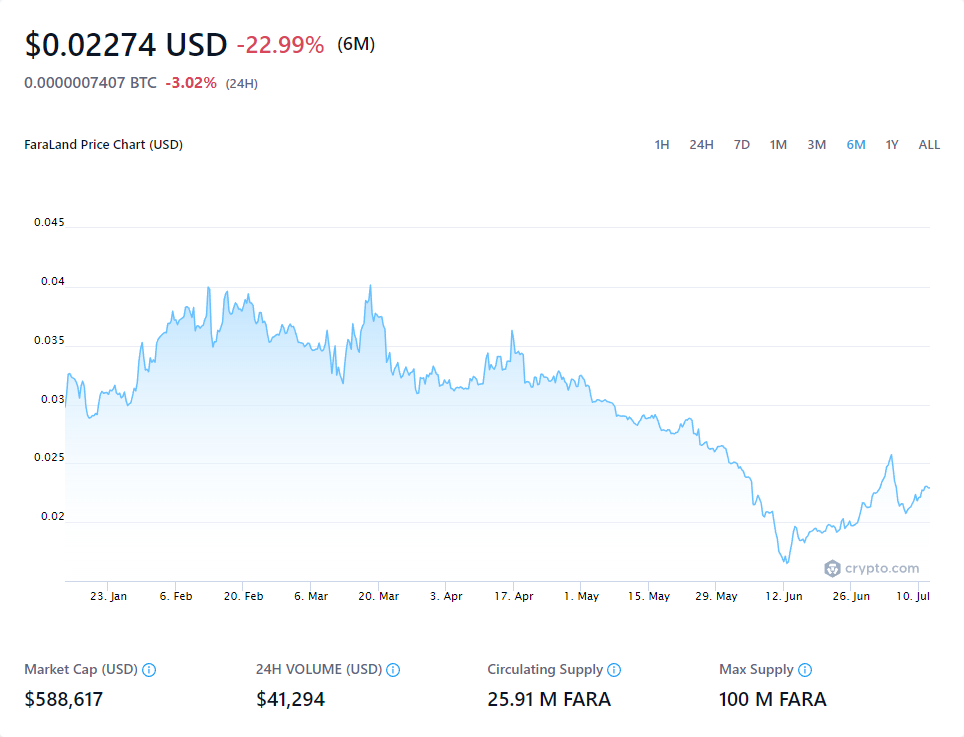 $0.02274 USD -22.99% (6M)
0.0000007407 BTC -3.02% (24H)
FaraLand Price Chart (USD) 1H 24H 7D 1M 3M 6M 1Y ALL
0.045
0.04
0.035
0.03
0.025
0.02
crypto.com
23. Jan 6. Feb 20. Feb 6. Mar 20. Mar 3. Apr 17. Apr 1. May 15. May 29. May 12. Jun 26. Jun 10. Jul
Market Cap (USD) 24H VOLUME (USD) Circulating Supply Max Supply
$588,617 $41,294 25.91 M FARA 100 M FARA